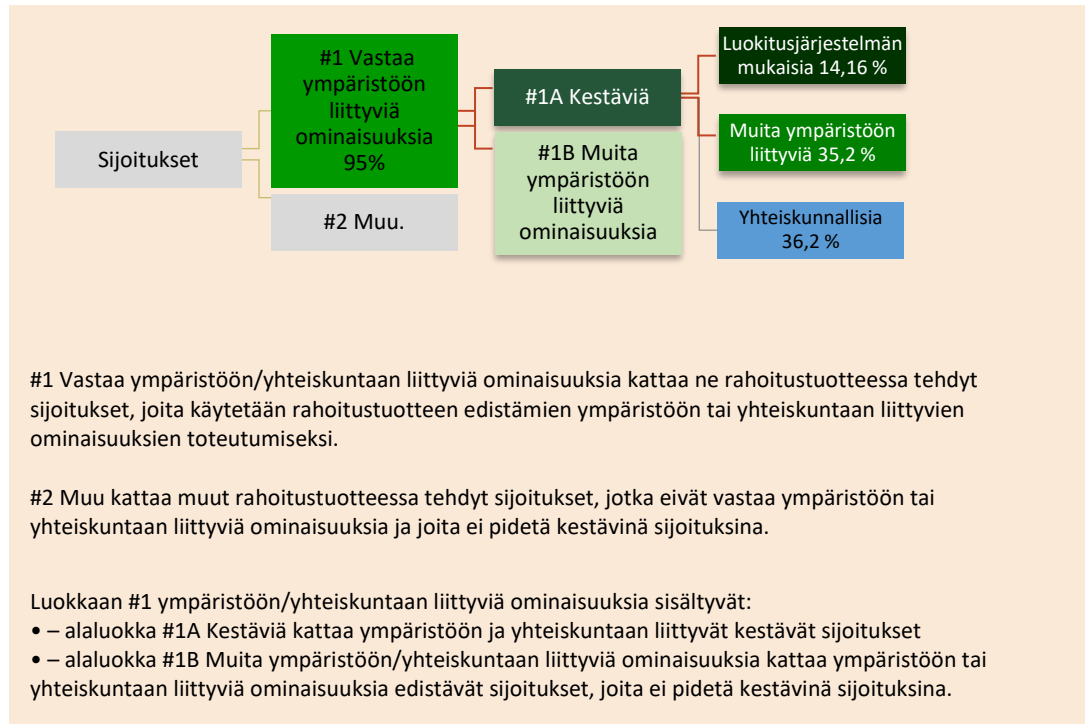 Sijoitukset
#1 Vastaa
ympäristöön
liittyviä
ominaisuuksia
95%
#2 Muu.
#1A Kestäviä
#1B Muita
ympäristöön
liittyviä
ominaisuuksia
Luokitusjärjestelmän
mukaisia 14,16 %
Muita ympäristöön
liittyviä 35,2 %
Yhteiskunnallisia
36,2 %
#1 Vastaa ympäristöön/yhteiskuntaan liittyviä ominaisuuksia kattaa ne rahoitustuotteessa tehdyt
sijoitukset, joita käytetään rahoitustuotteen edistämien ympäristöön tai yhteiskuntaan liittyvien
ominaisuuksien toteutumiseksi.
#2 Muu kattaa muut rahoitustuotteessa tehdyt sijoitukset, jotka eivät vastaa ympäristöön tai
yhteiskuntaan liittyviä ominaisuuksia ja joita ei pidetä kestävinä sijoituksina.
Luokkaan #1 ympäristöön/yhteiskuntaan liittyviä ominaisuuksia sisältyvät:
• – alaluokka #1A Kestäviä kattaa ympäristöön ja yhteiskuntaan liittyvät kestävät sijoitukset
• – alaluokka #1B Muita ympäristöön/yhteiskuntaan liittyviä ominaisuuksia kattaa ympäristöön tai
yhteiskuntaan liittyviä ominaisuuksia edistävät sijoitukset, joita ei pidetä kestävinä sijoituksina.